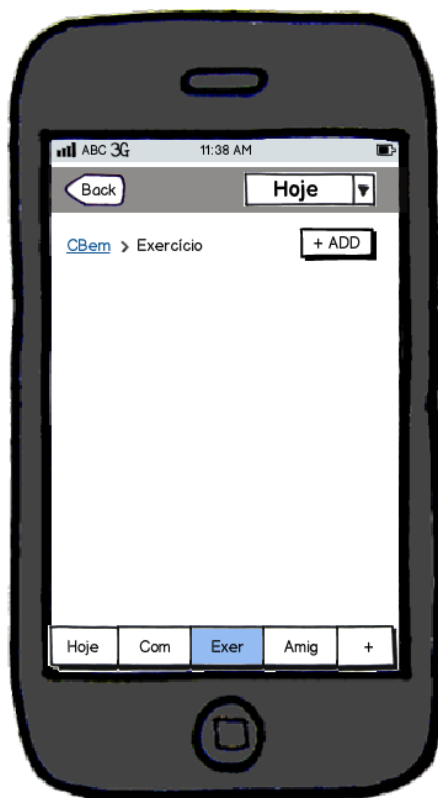 ABC 3G 11:38 AM
Back Hoje
CBem > Exercício + ADD
Hoje Com Exer Amig +